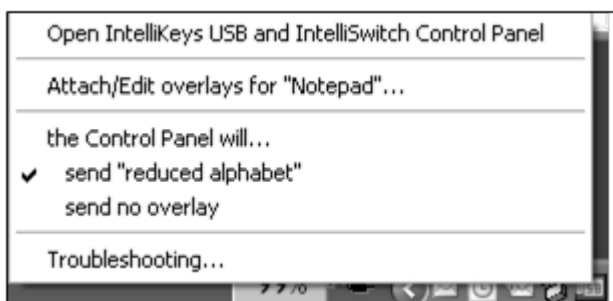 Open IntelliKeys USB and IntelliSwitch Control Panel
Attach/Edit overlays for "Notepad"...
the Control Panel will...
send "reduced alphabet"
send no overlay
Troubleshooting...
99%